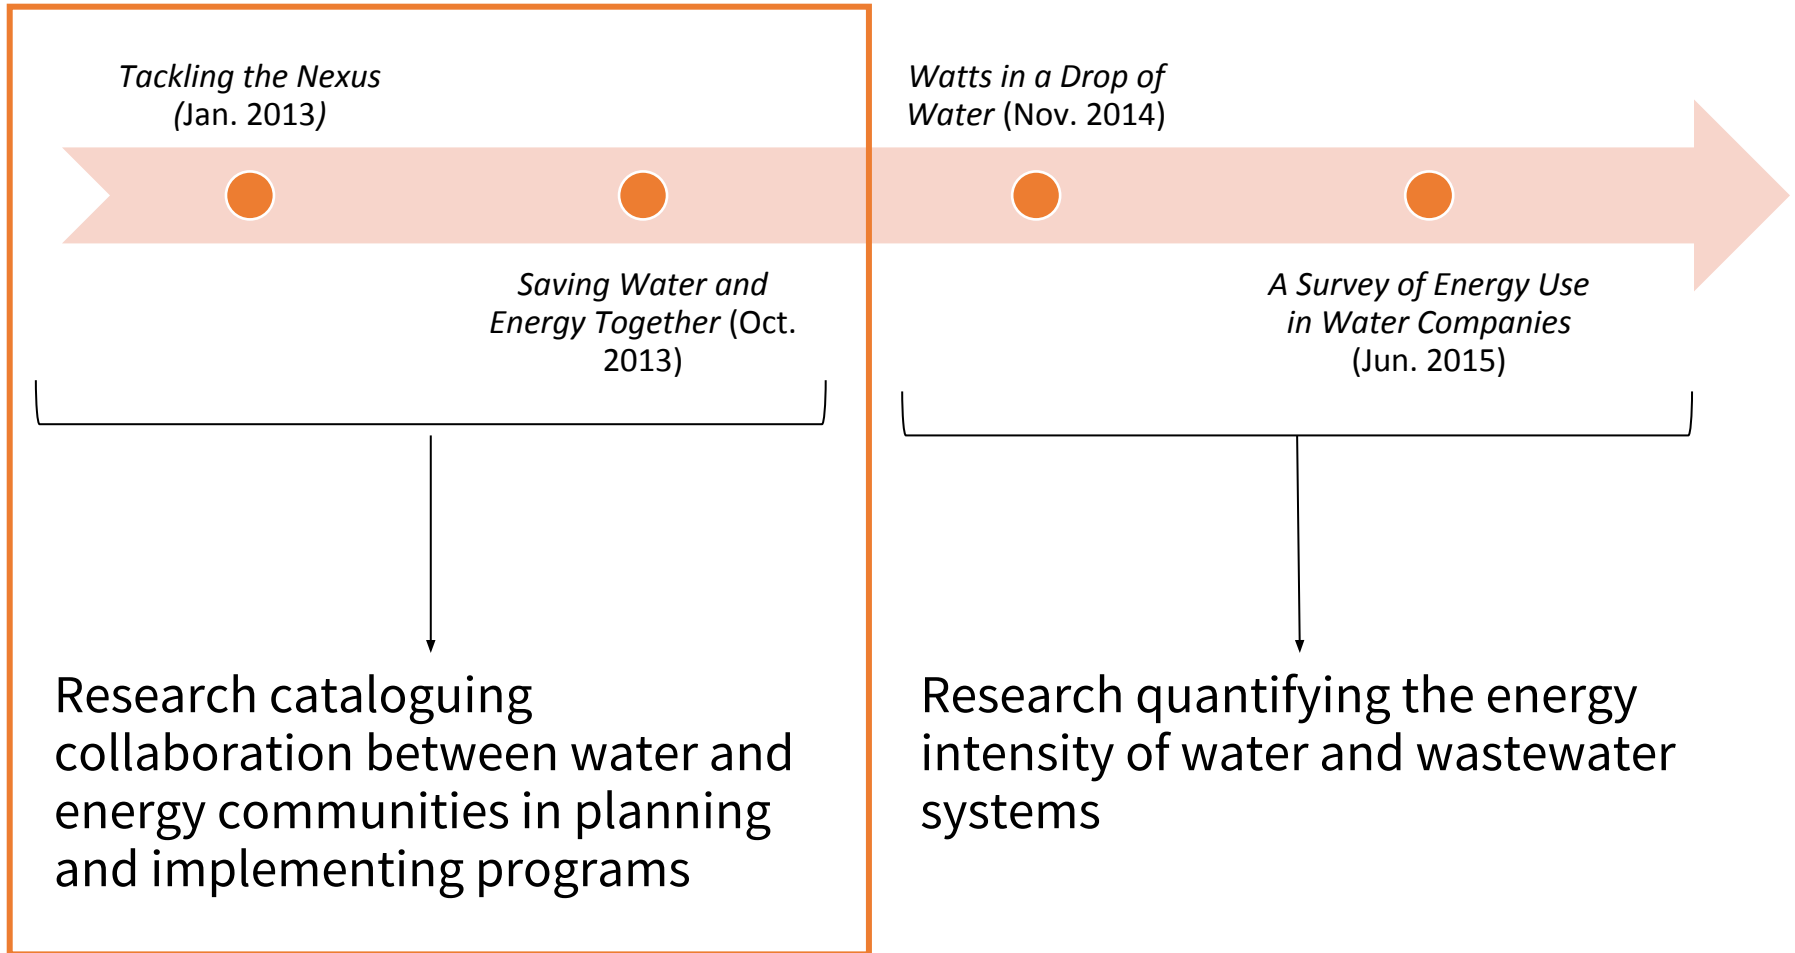 Tackling the Nexus
(Jan. 2013)
Watts in a Drop of
Water (Nov. 2014)
Saving Water and
Energy Together (Oct.
2013)
A Survey of Energy Use
in Water Companies
(Jun. 2015)
Research cataloguing
collaboration between water and
energy communities in planning
and implementing programs
Research quantifying the energy
intensity of water and wastewater
systems